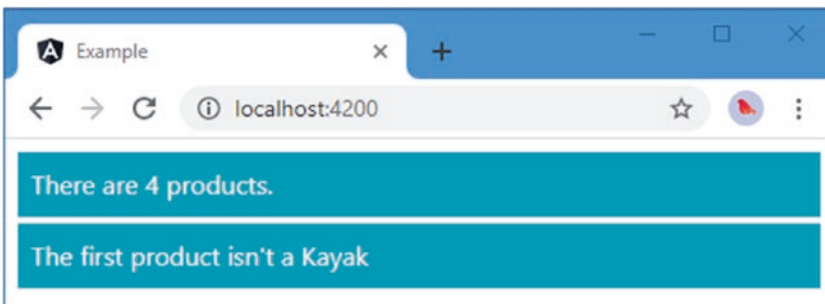 Example
localhost:4200
There are 4 products.
The first product isn't a Kayak